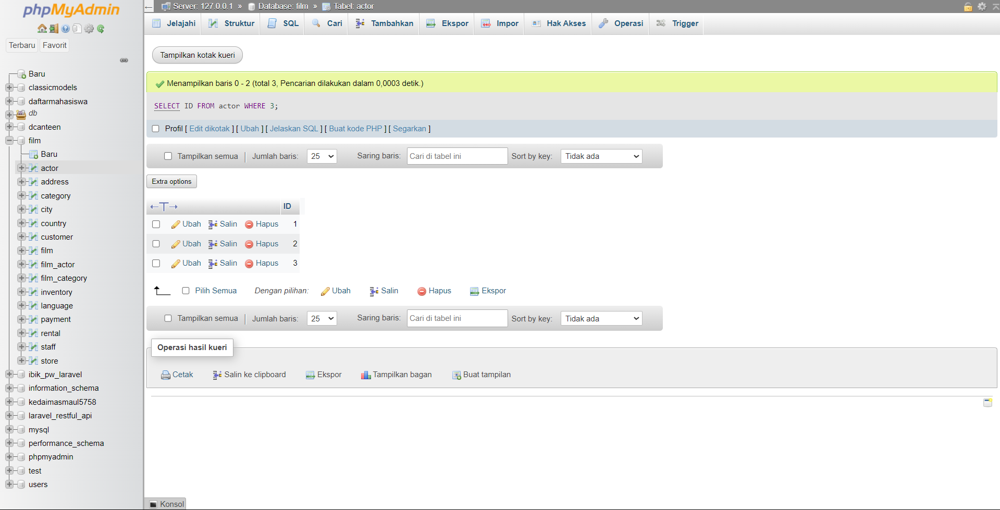 phpMyAdmin
Terbaru Favorit
Baru
classicmodels
daftarmahasiswa
db
dcanteen
film
Baru
actor
address
category
city
country
customer
film
film_actor
film_category
inventory
language
payment
rental
staff
store
ibik_pw_laravel
information_schema
kedaimasmaul5758
laravel_restful_api
mysql
performance_schema
phpmyadmin
test
users
Server: 127.0.0.1 » Database: film » Tabel: actor
Jelajahi Struktur SQL Cari Tambahkan Ekspor Impor Hak Akses Operasi Trigger
Tampilkan kotak kueri
Menampilkan baris 0 - 2 (total 3, Pencarian dilakukan dalam 0,0003 detik.)
SELECT ID FROM actor WHERE 3;
Profil [ Edit dikotak ] [ Ubah ] [ Jelaskan SQL ] [ Buat kode PHP ] [ Segarkan ]
Tampilkan semua | Jumlah baris: 25 Saring baris: Cari di tabel ini Sort by key: Tidak ada
Extra options
←T→ ID
Ubah Salin Hapus 1
Ubah Salin Hapus 2
Ubah Salin Hapus 3
Pilih Semua Dengan pilihan: Ubah Salin Hapus Ekspor
Tampilkan semua | Jumlah baris: 25 Saring baris: Cari di tabel ini Sort by key: Tidak ada
Operasi hasil kueri
Cetak Salin ke clipboard Ekspor Tampilkan bagan Buat tampilan
Konsol